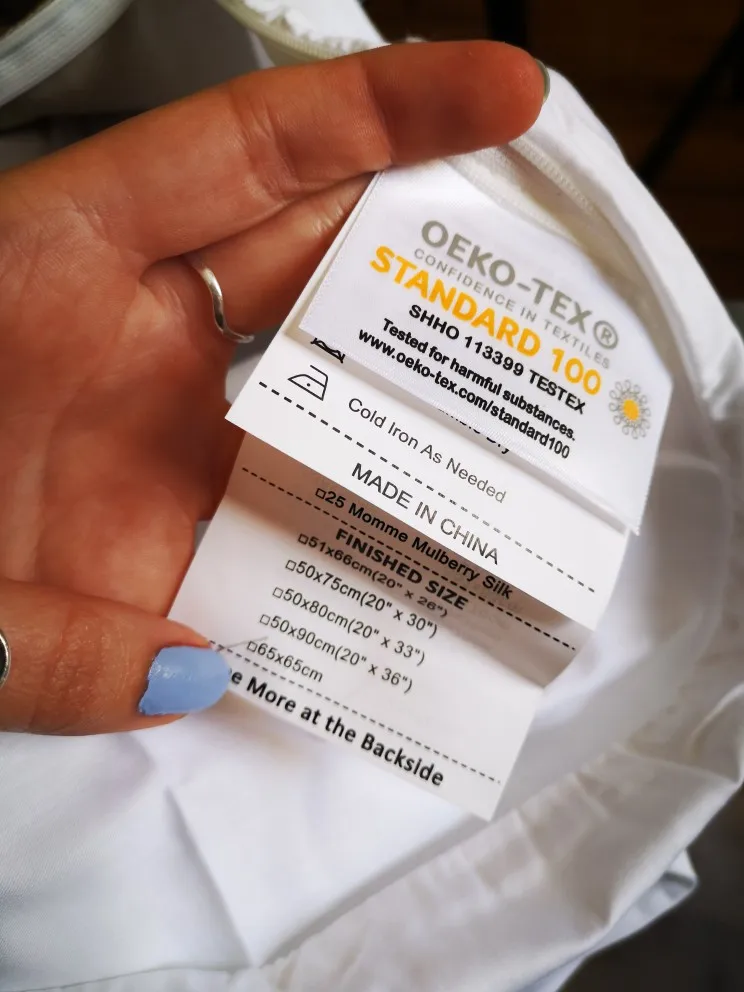 OEKO-TEX®
CONFIDENCE IN TEXTILES
STANDARD 100
SHHO 113399 TESTEX
Tested for harmful substances.
www.oeko-tex.com/standard100
Dry
Cold Iron As Needed
MADE IN CHINA
□25 Momme Mulberry Silk
FINISHED SIZE
□51x66cm(20" x 26")
□50x75cm(20" x 30")
□50x80cm(20" x 33")
□50x90cm(20" x 36")
□65x65cm
More at the Backside